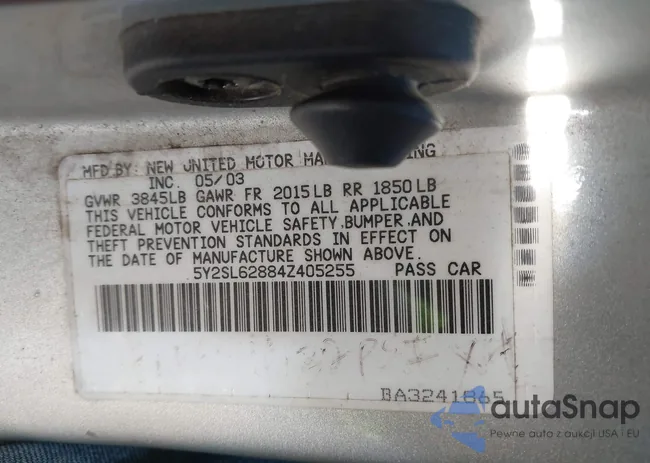 MFD BY: NEW UNITED MOTOR
INC. 05/03
GVWR 3845LB GAWR FR 2015LB RR 1850LB
THIS VEHICLE CONFORMS TO ALL APPLICABLE
FEDERAL MOTOR VEHICLE SAFETY,BUMPER,AND
THEFT PREVENTION STANDARDS IN EFFECT ON
THE DATE OF MANUFACTURE SHOWN ABOVE.
5Y2SL62884Z405255 PASS CAR
BA3241865
autaSnap
Pewne auto z aukcji USA i EU